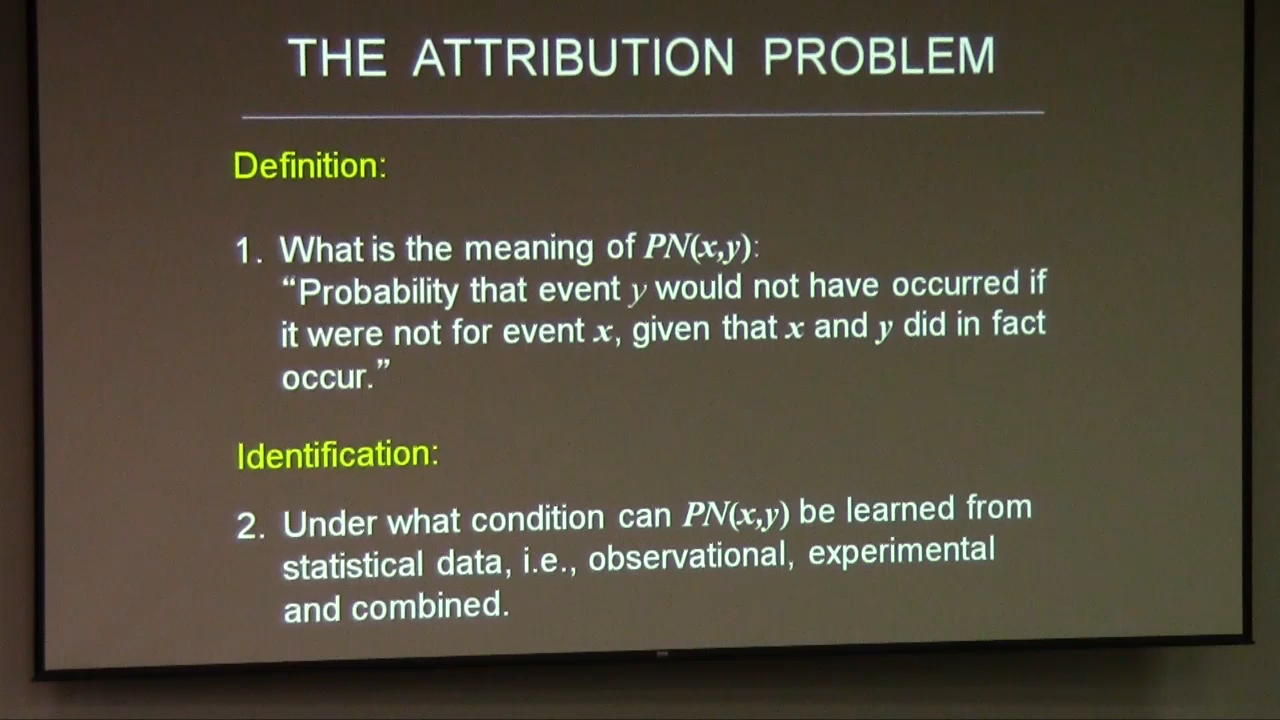 THE ATTRIBUTION PROBLEM
Definition:
1. What is the meaning of PN(x,y):
“Probability that event y would not have occurred if
it were not for event x, given that x and y did in fact
occur.”
Identification:
2. Under what condition can PN(x,y) be learned from
statistical data, i.e., observational, experimental
and combined.